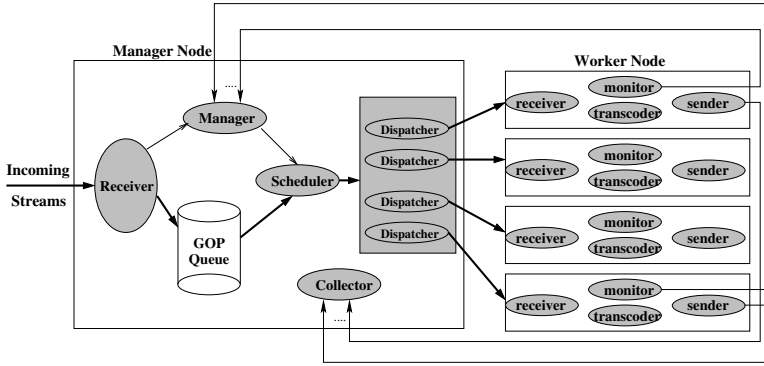 Manager Node
Worker Node
....
Manager
Incoming
Streams
Receiver
GOP
Queue
Scheduler
Dispatcher
Dispatcher
Dispatcher
Dispatcher
Collector
....
receiver
monitor
transcoder
sender
receiver
monitor
transcoder
sender
receiver
monitor
transcoder
sender
receiver
monitor
transcoder
sender